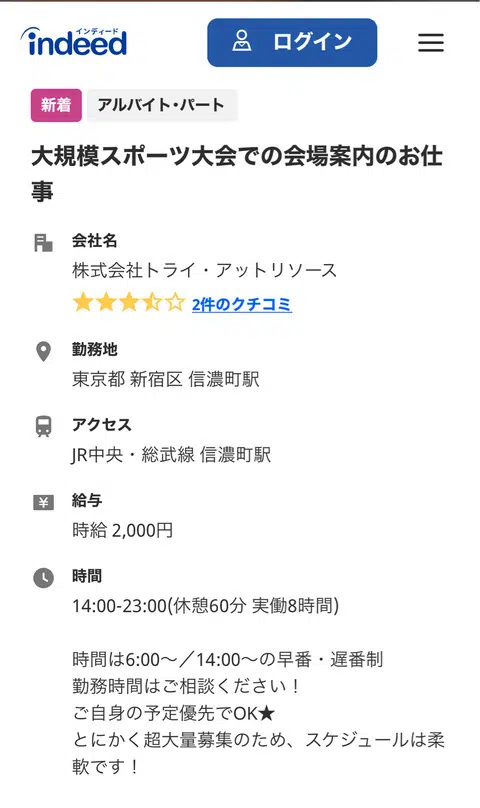 インディード
indeed
ログイン
新着
アルバイト・パート
大規模スポーツ大会での会場案内のお仕
事
会社名
株式会社トライ・アットリソース
2件のクチコミ
勤務地
東京都 新宿区 信濃町駅
アクセス
JR中央・総武線 信濃町駅
給与
時給 2,000円
時間
14:00-23:00(休憩60分 実働8時間)
時間は6:00～／14:00～の早番・遅番制
勤務時間はご相談ください！
ご自身の予定優先でOK★
とにかく超大量募集のため、スケジュールは柔
軟です！